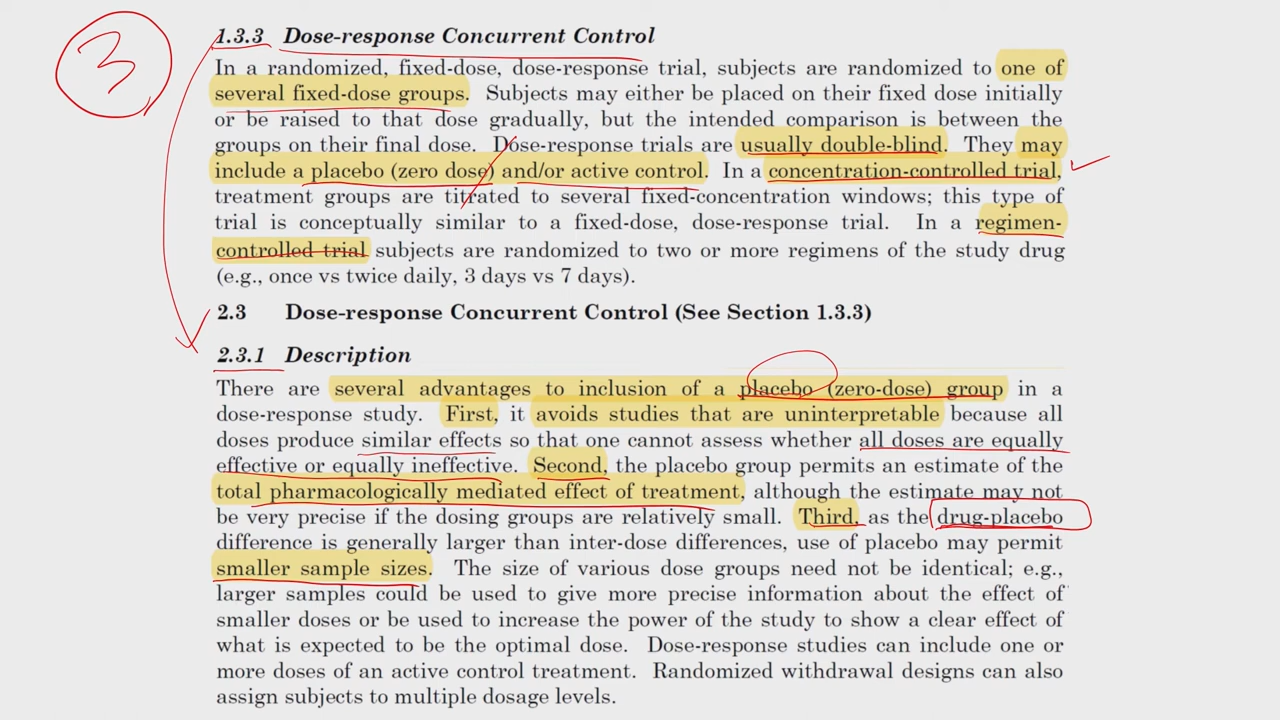 3
1.3.3 Dose-response Concurrent Control
In a randomized, fixed-dose, dose-response trial, subjects are randomized to one of
several fixed-dose groups. Subjects may either be placed on their fixed dose initially
or be raised to that dose gradually, but the intended comparison is between the
groups on their final dose. Dose-response trials are usually double-blind. They may
include a placebo (zero dose) and/or active control. In a concentration-controlled trial,
treatment groups are titrated to several fixed-concentration windows; this type of
trial is conceptually similar to a fixed-dose, dose-response trial. In a regimen-
controlled trial subjects are randomized to two or more regimens of the study drug
(e.g., once vs twice daily, 3 days vs 7 days).
2.3 Dose-response Concurrent Control (See Section 1.3.3)
2.3.1 Description
There are several advantages to inclusion of a placebo (zero-dose) group in a
dose-response study. First, it avoids studies that are uninterpretable because all
doses produce similar effects so that one cannot assess whether all doses are equally
effective or equally ineffective. Second, the placebo group permits an estimate of the
total pharmacologically mediated effect of treatment, although the estimate may not
be very precise if the dosing groups are relatively small. Third, as the drug-placebo
difference is generally larger than inter-dose differences, use of placebo may permit
smaller sample sizes. The size of various dose groups need not be identical; e.g.,
larger samples could be used to give more precise information about the effect of
smaller doses or be used to increase the power of the study to show a clear effect of
what is expected to be the optimal dose. Dose-response studies can include one or
more doses of an active control treatment. Randomized withdrawal designs can also
assign subjects to multiple dosage levels.